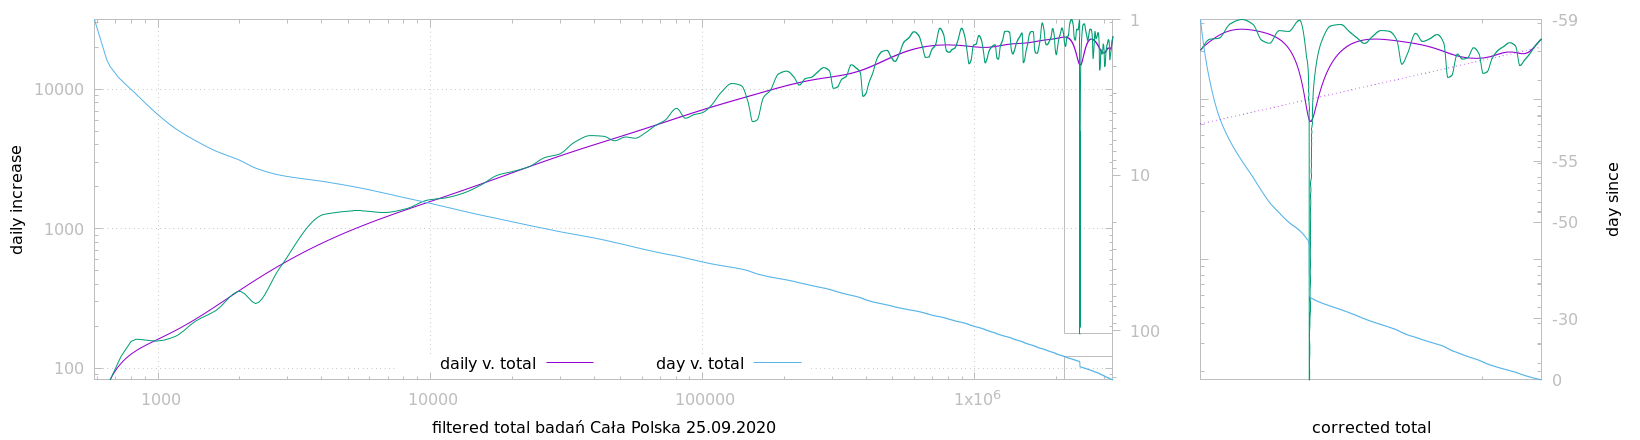 daily increase
10000
1000
100
1
10
100
daily v. total
day v. total
1000
10000
100000
1x10⁶
filtered total badań Cała Polska 25.09.2020
-59
-55
-50
-30
0
day since
corrected total